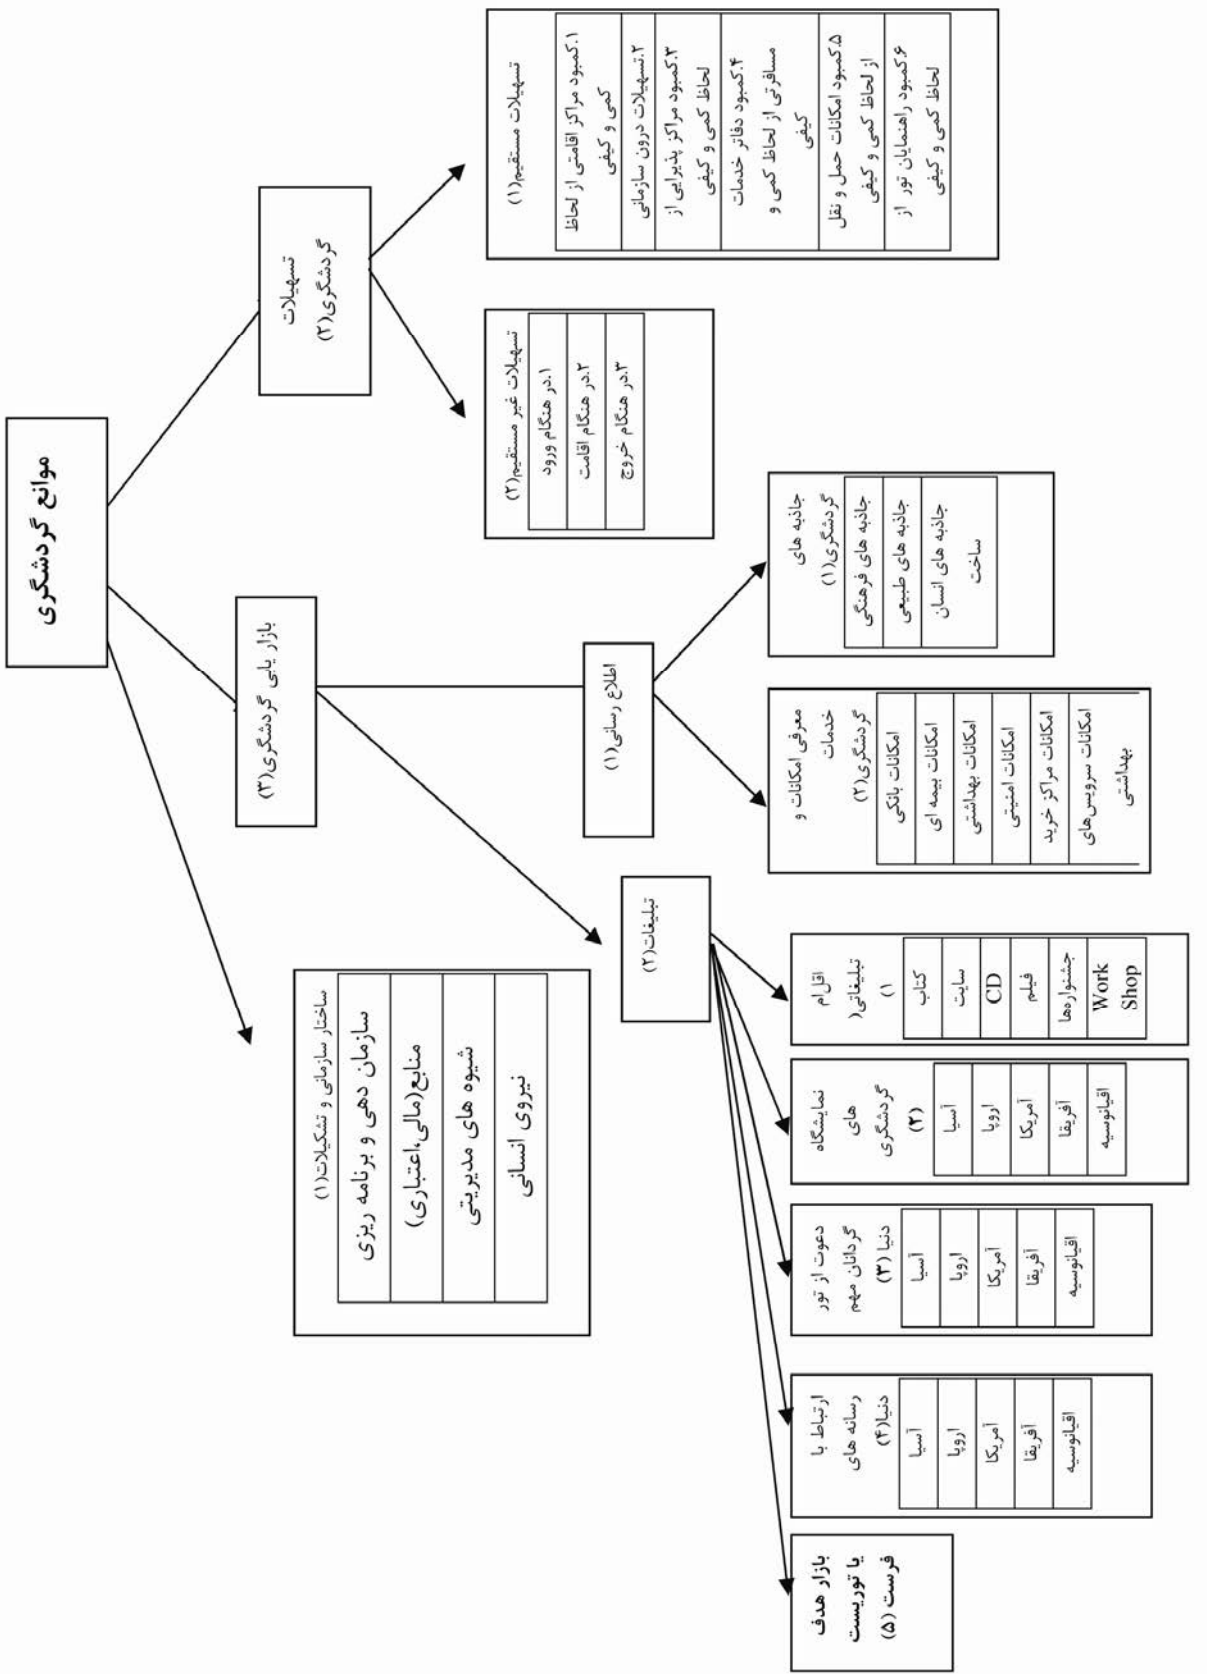 موانع گردشگری
تسهیلات
گردشگری(۲)
بازار یابی گردشگری(۳)
ساختار سازمانی و تشکیلات(۱)
سازمان دهی و برنامه ریزی
منابع(مالی،اعتباری)
شیوه های مدیریتی
نیروی انسانی
تسهیلات مستقیم(۱)
۱.کمبود مراکز اقامتی از لحاظ
کمی و کیفی
۲.تسهیلات درون سازمانی
۳.کمبود مراکز پذیرایی از
لحاظ کمی و کیفی
۴.کمبود دفاتر خدمات
مسافرتی از لحاظ کمی و
کیفی
۵.کمبود امکانات حمل و نقل
از لحاظ کمی و کیفی
۶.کمبود راهنمایان تور از
لحاظ کمی و کیفی
تسهیلات غیر مستقیم(۲)
۱.در هنگام ورود
۲.در هنگام اقامت
۳.در هنگام خروج
اطلاع رسانی(۱)
تبلیغات(۲)
جاذبه های
گردشگری(۱)
جاذبه های فرهنگی
جاذبه های طبیعی
جاذبه های انسان
ساخت
معرفی امکانات و
خدمات
گردشگری(۲)
امکانات بانکی
امکانات بیمه ای
امکانات بهداشتی
امکانات امنیتی
امکانات مراکز خرید
امکانات سرویس‌های
بهداشتی
اقلام
تبلیغاتی(
۱)
کتاب
سایت
CD
فیلم
جشنواره‌ها
Work
Shop
نمایشگاه
های
گردشگری
(۲)
آسیا
اروپا
آمریکا
آفریقا
اقیانوسیه
دعوت از تور
گردانان مهم
دنیا (۳)
آسیا
اروپا
آمریکا
آفریقا
اقیانوسیه
ارتباط با
رسانه های
دنیا(۴)
آسیا
اروپا
آمریکا
آفریقا
اقیانوسیه
بازار هدف
یا توریست
فرست (۵)